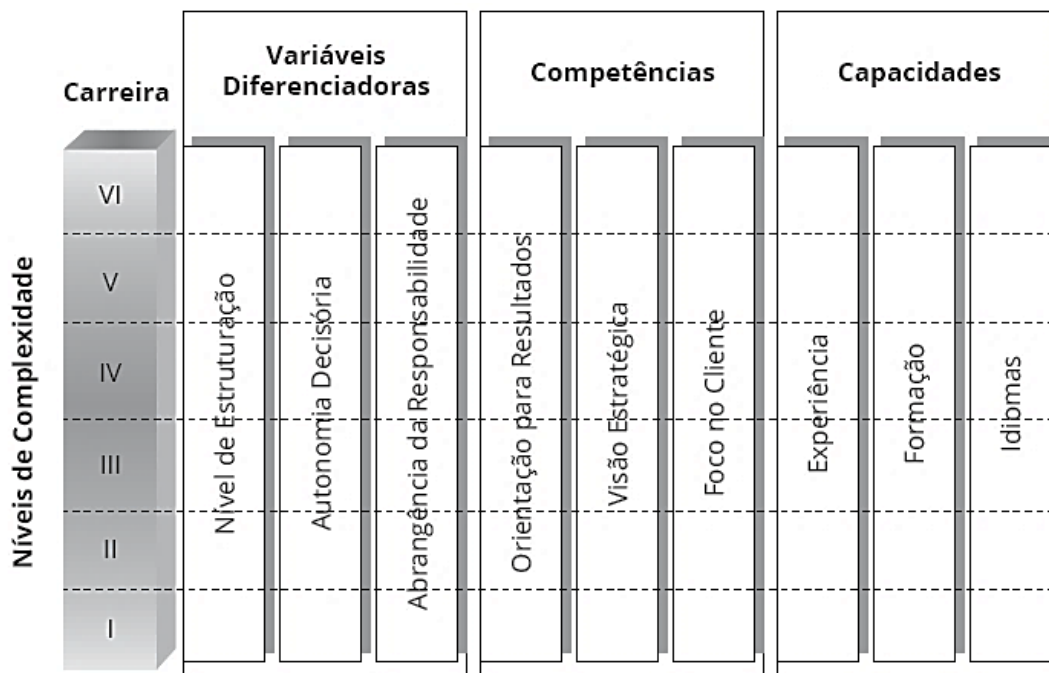 Carreira
Variáveis
Diferenciadoras
Competências
Capacidades
Níveis de Complexidade
VI
V
IV
III
II
I
Nível de Estruturação
Autonomia Decisória
Abrangência da Responsabilidade
Orientação para Resultados
Visão Estratégica
Foco no Cliente
Experiência
Formação
Idiomas